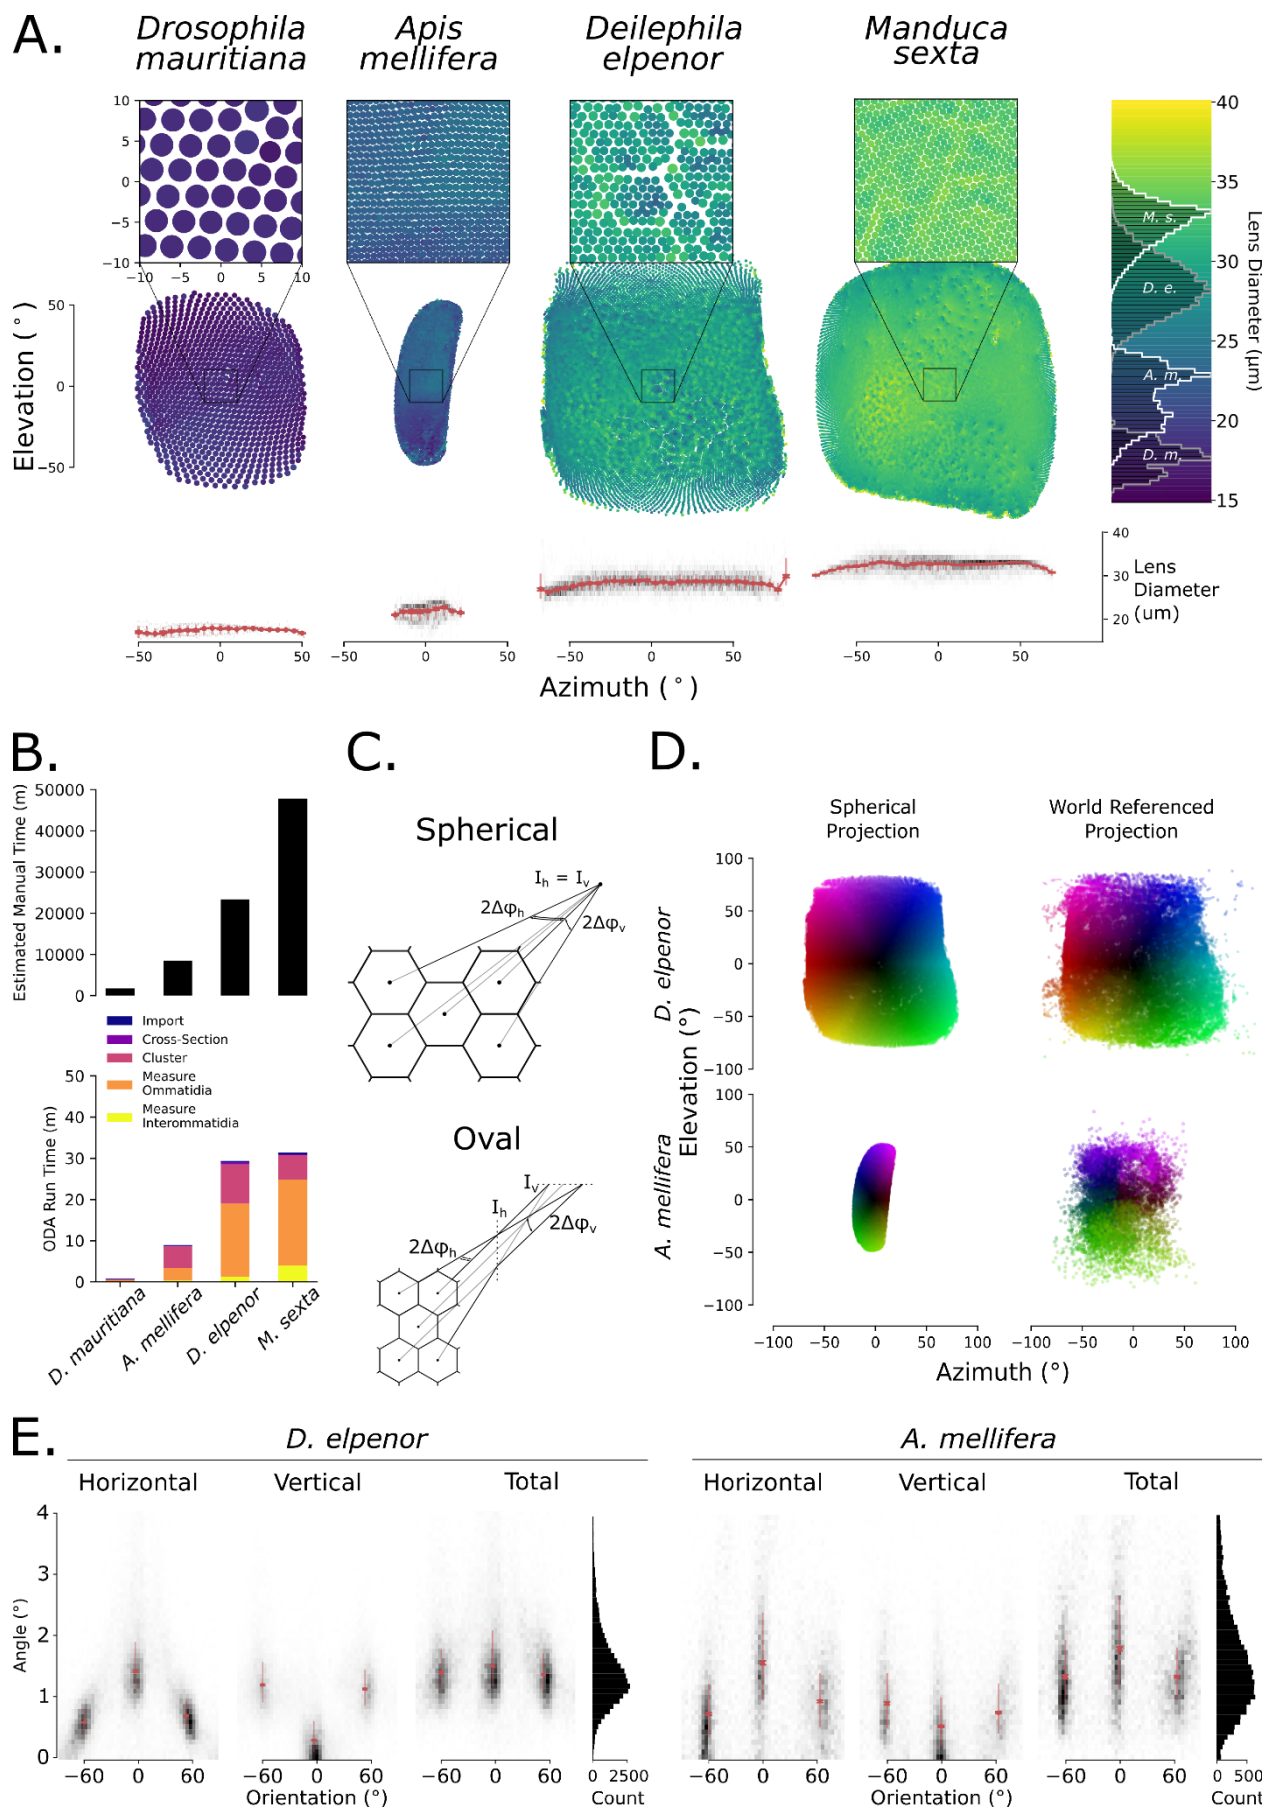 A.
Drosophila
mauritiana
Apis
mellifera
Deilephila
elpenor
Manduca
sexta
10
5
0
−5
−10
−10 −5 0 5 10
Elevation (°)
50
0
−50
40
35
30
25
20
15
M. s.
D. e.
A. m.
D. m.
Lens Diameter (μm)
40
30
20
Lens
Diameter
(um)
−50 0 50
−50 0 50
−50 0 50
−50 0 50
Azimuth (°)
B.
Estimated Manual Time (m)
50000
40000
30000
20000
10000
0
Import
Cross-Section
Cluster
Measure
Ommatidia
Measure
Interommatidia
ODA Run Time (m)
50
40
30
20
10
0
D. mauritiana
A. mellifera
D. elpenor
M. sexta
C.
Spherical
Ih = Iv
2Δφh
2Δφv
Oval
Iv
Ih
2Δφv
2Δφh
D.
Spherical
Projection
World Referenced
Projection
D. elpenor
A. mellifera
Elevation (°)
100
50
0
−50
−100
100
50
0
−50
−100
−100 −50 0 50 100
−100 −50 0 50 100
Azimuth (°)
E.
D. elpenor
Horizontal Vertical Total
Angle (°)
4
3
2
1
0
−60 0 60
−60 0 60
−60 0 60
0 2500
Orientation (°)
Count
A. mellifera
Horizontal Vertical Total
−60 0 60
−60 0 60
−60 0 60
0 500
Orientation (°)
Count